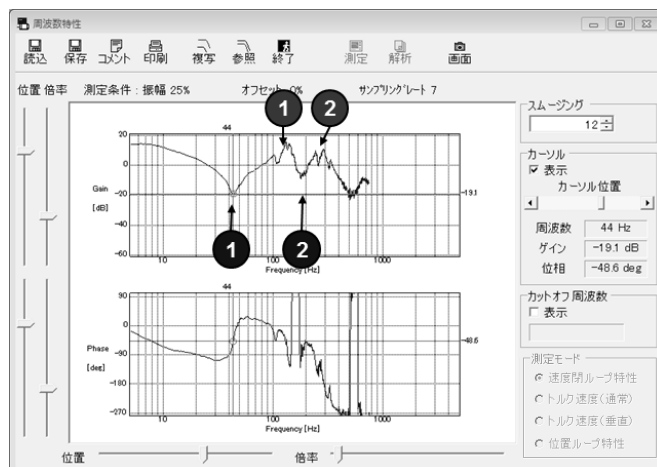 周波数特性
読込 保存 コメント 印刷 複写 参照 終了 測定 解析 画面
位置 倍率 測定条件 : 振幅 25% オフセット 0% サンプリングレート 7
1 2
44
20
0
Gain -20 -19.1
[dB]
-40
-60
10 100 1000
Frequency [Hz]
1 2
44
90
0
Phase -90 -48.6
[deg]
-180
-270
10 100 1000
Frequency [Hz]
位置 倍率
スムージング
12
カーソル
表示
カーソル位置
周波数 44 Hz
ゲイン -19.1 dB
位相 -48.6 deg
カットオフ周波数
表示
測定モード
速度閉ループ特性
トルク速度(通常)
トルク速度(垂直)
位置ループ特性